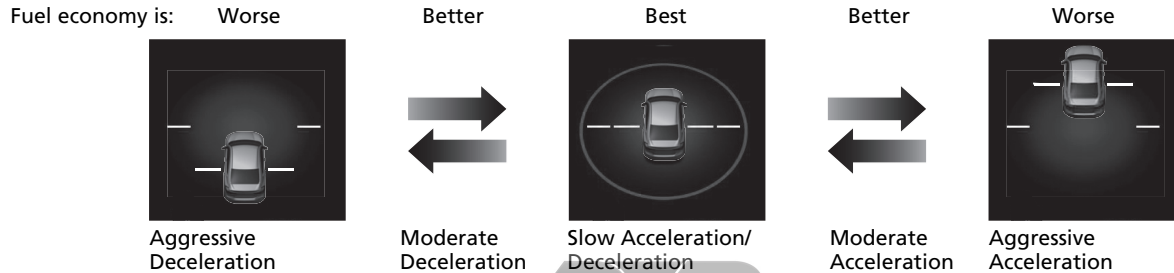 Fuel economy is: Worse Better Best Better Worse
Aggressive Moderate Slow Acceleration/ Moderate Aggressive
Deceleration Deceleration Deceleration Acceleration Acceleration